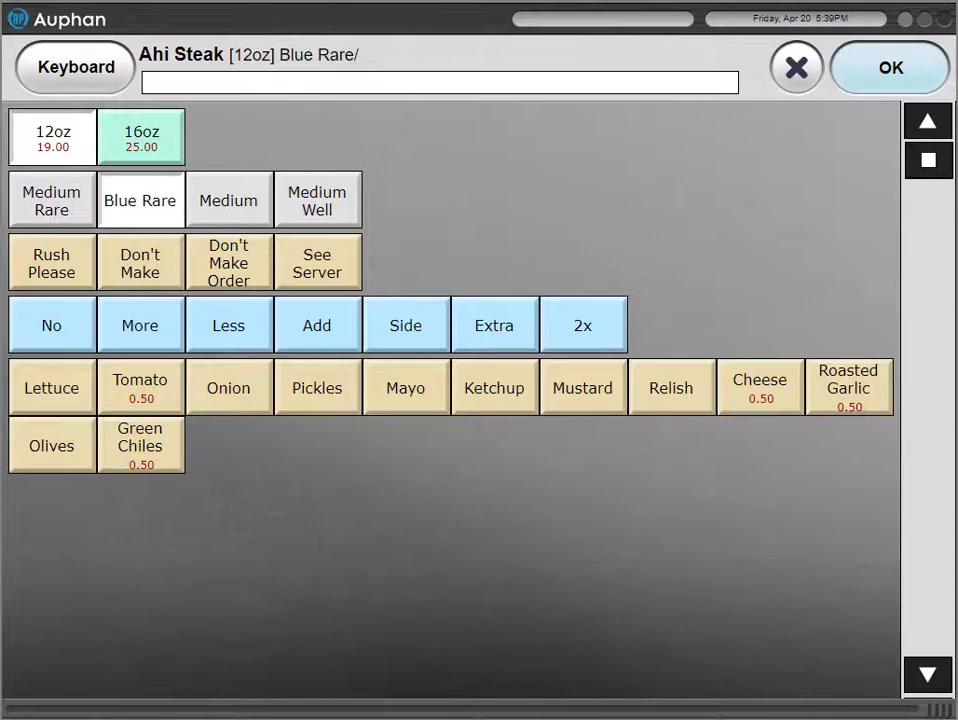 Auphan
Friday, Apr 20 5:39PM
Keyboard
Ahi Steak [12oz] Blue Rare/
OK
12oz
19.00
16oz
25.00
Medium
Rare
Blue Rare
Medium
Medium
Well
Rush
Please
Don't
Make
Don't
Make
Order
See
Server
No
More
Less
Add
Side
Extra
2x
Lettuce
Tomato
0.50
Onion
Pickles
Mayo
Ketchup
Mustard
Relish
Cheese
0.50
Roasted
Garlic
0.50
Olives
Green
Chiles
0.50